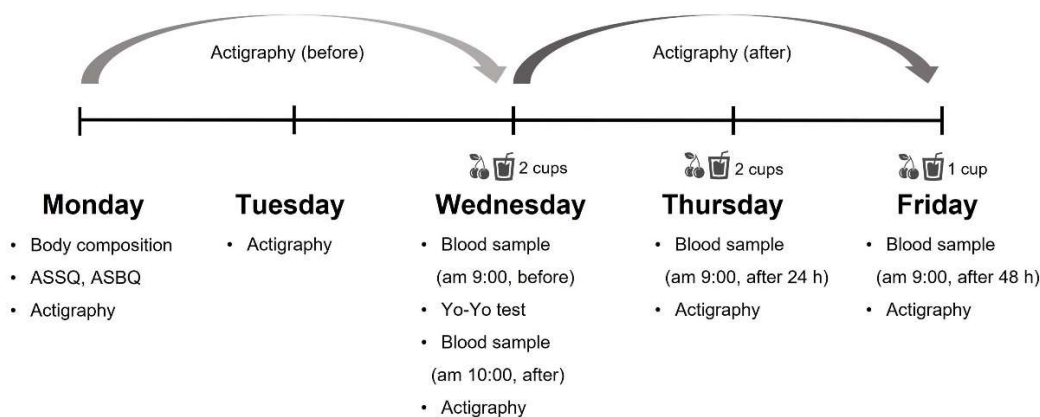 Actigraphy (before)
Actigraphy (after)
2 cups
2 cups
1 cup
Monday
Tuesday
Wednesday
Thursday
Friday
• Body composition
• ASSQ, ASBQ
• Actigraphy
• Actigraphy
• Blood sample
(am 9:00, before)
• Yo-Yo test
• Blood sample
(am 10:00, after)
• Actigraphy
• Blood sample
(am 9:00, after 24 h)
• Actigraphy
• Blood sample
(am 9:00, after 48 h)
• Actigraphy